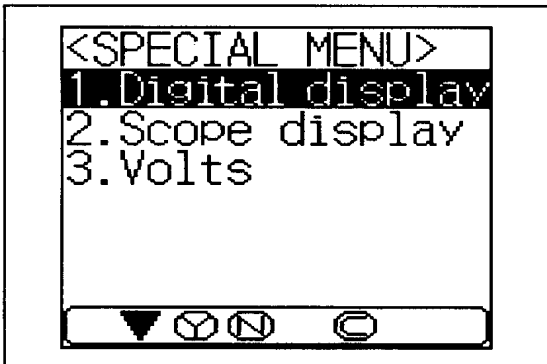 <SPECIAL MENU>
1.Digital display
2.Scope display
3.Volts
▼ Ⓨ Ⓝ Ⓒ